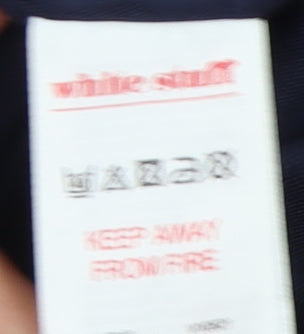 white stuff
KEEP AWAY
FROM FIRE